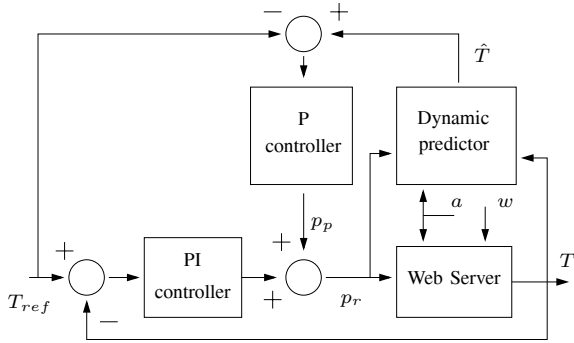 − +
T̂
P
controller
Dynamic
predictor
a w
p_p
+ +
PI
controller
Web Server
T
T_ref
− + p_r